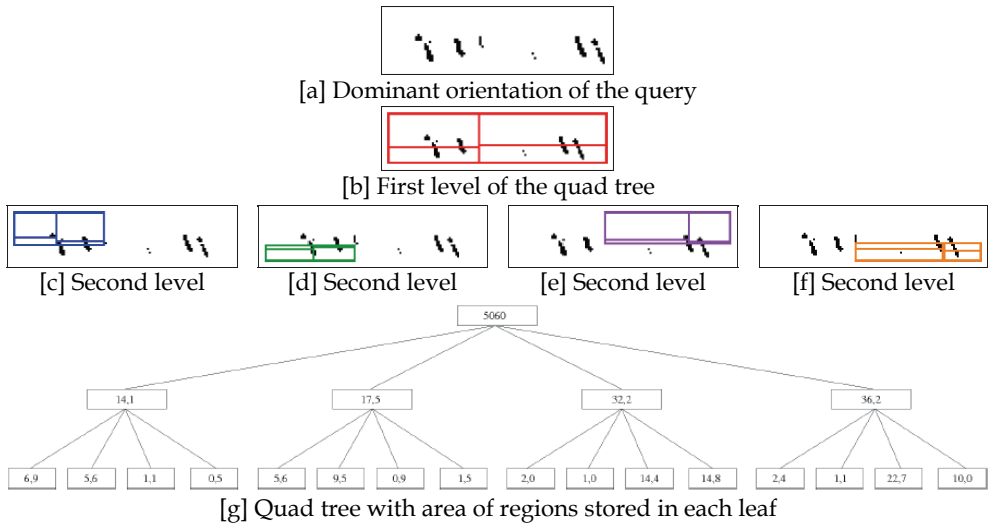 [a] Dominant orientation of the query
[b] First level of the quad tree
[c] Second level [d] Second level [e] Second level [f] Second level
5060
14,1 17,5 32,2 36,2
6,9 5,6 1,1 0,5 5,6 9,5 0,9 1,5 2,0 1,0 14,4 14,8 2,4 1,1 22,7 10,0
[g] Quad tree with area of regions stored in each leaf